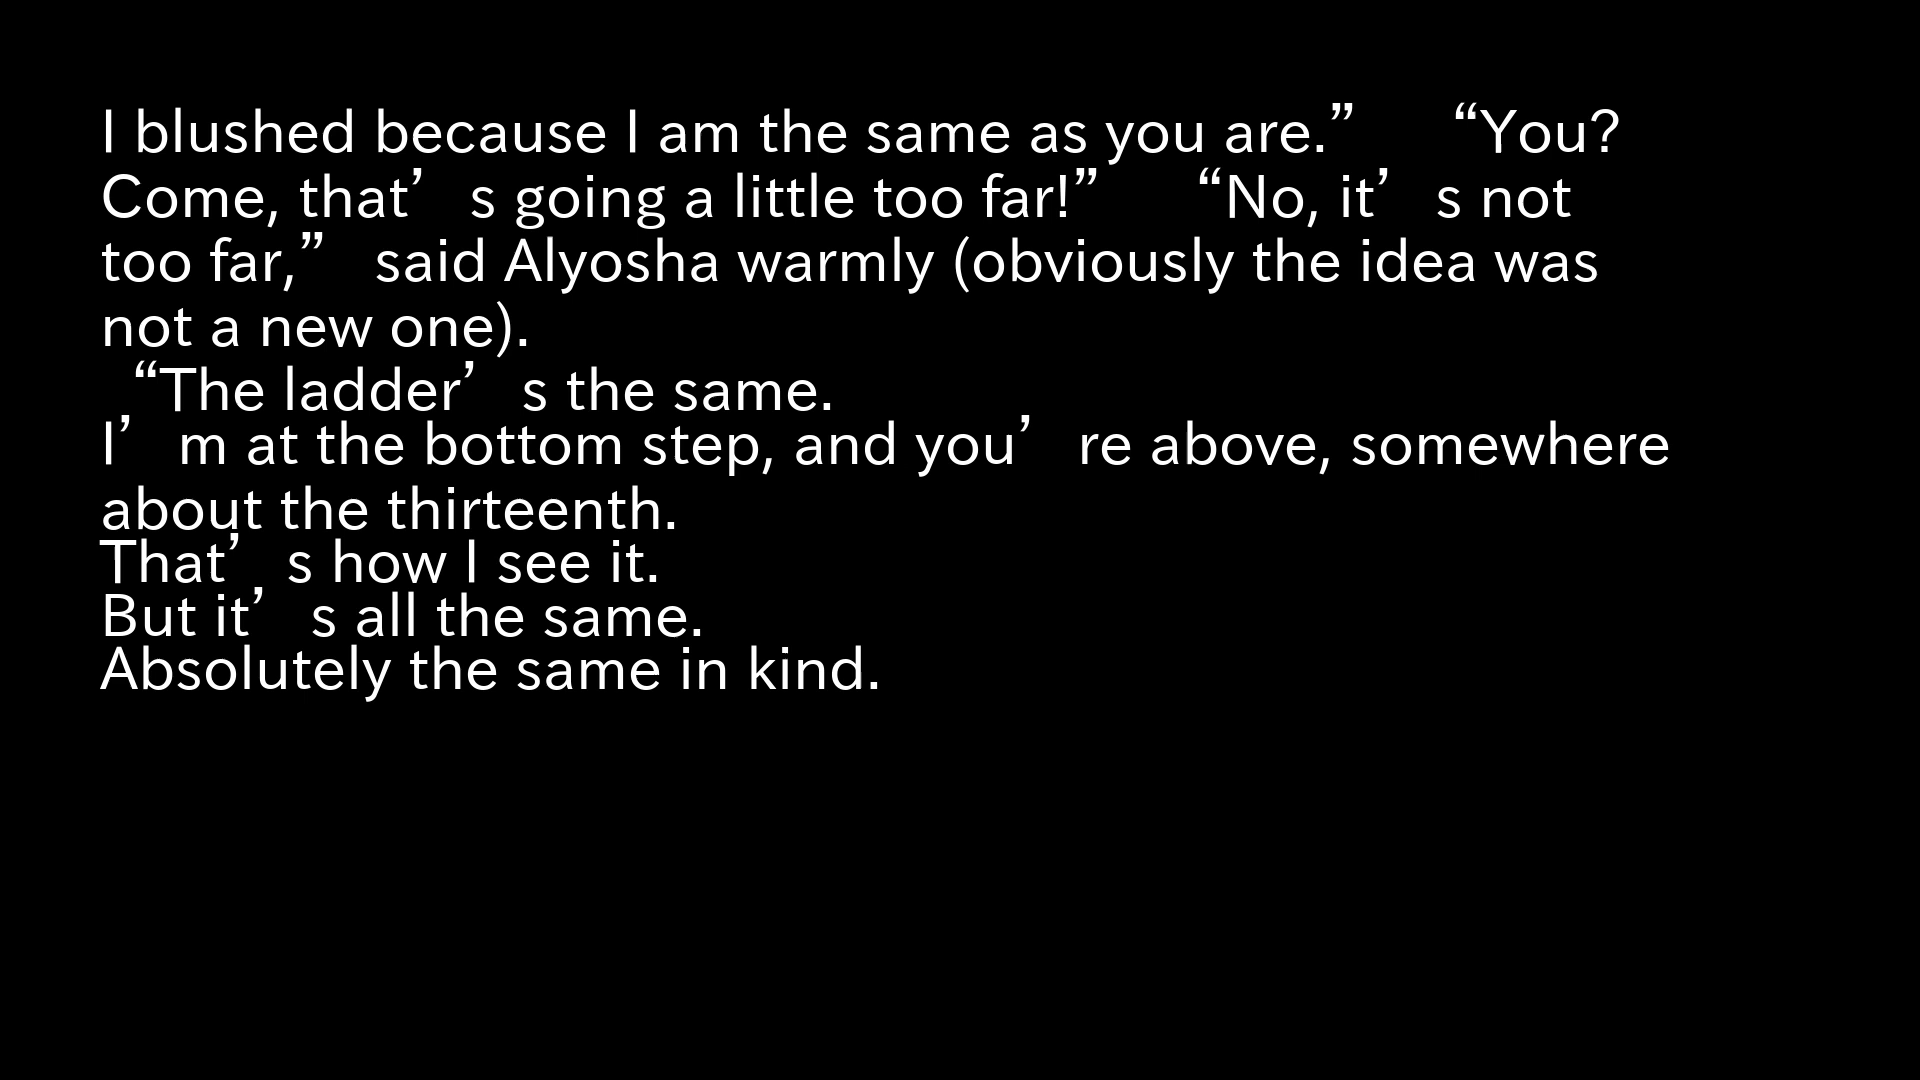 I blushed because I am the same as you are.” “You?
Come, that’s going a little too far!” “No, it’s not
too far,” said Alyosha warmly (obviously the idea was
not a new one).
“The ladder’s the same.
I’m at the bottom step, and you’re above, somewhere
about the thirteenth.
That’s how I see it.
But it’s all the same.
Absolutely the same in kind.